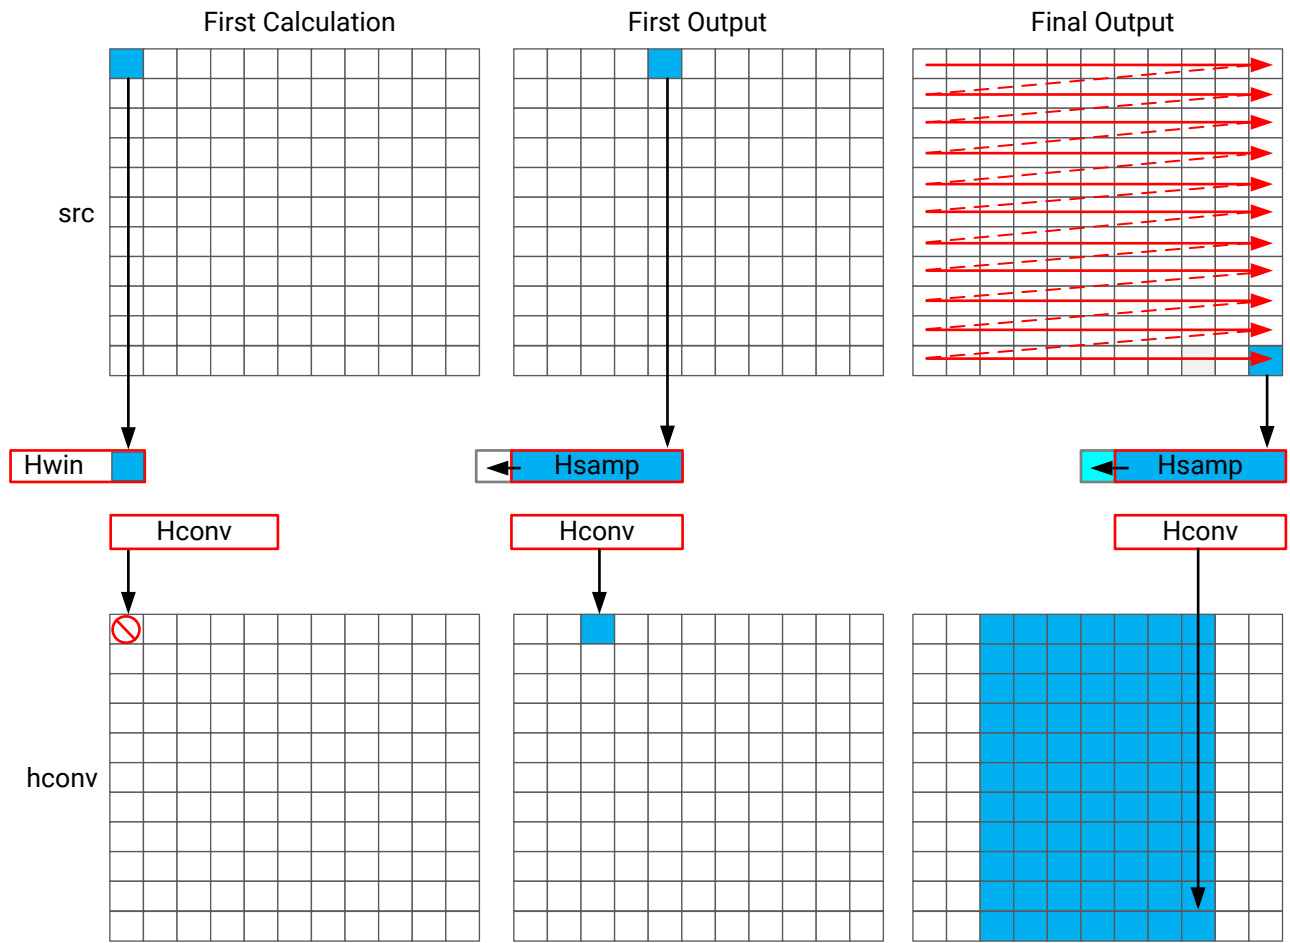 First Calculation
First Output
Final Output
src
Hwin
Hsamp
Hsamp
Hconv
Hconv
Hconv
hconv